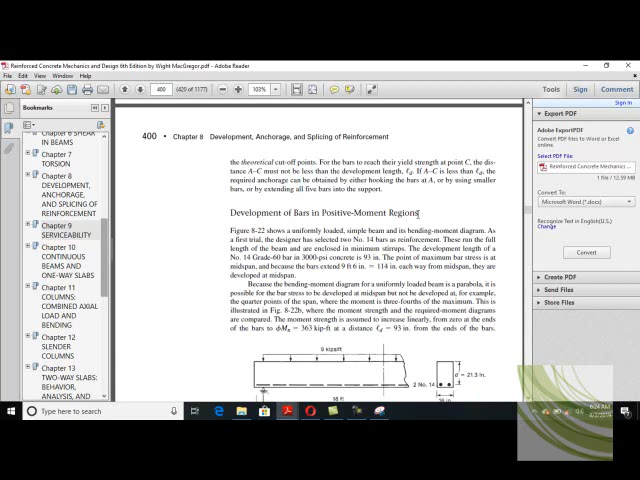 Reinforced Concrete Mechanics and Design 6th Edition by Wight MacGregor.pdf - Adobe Reader
File Edit View Window Help
400 (420 of 1177) 103% Tools Sign Comment
Sign In
Bookmarks
Chapter 6 SHEAR
IN BEAMS
Chapter 7
TORSION
Chapter 8
DEVELOPMENT,
ANCHORAGE,
AND SPLICING OF
REINFORCEMENT
Chapter 9
SERVICEABILITY
Chapter 10
CONTINUOUS
BEAMS AND
ONE-WAY SLABS
Chapter 11
COLUMNS:
COMBINED AXIAL
LOAD AND
BENDING
Chapter 12
SLENDER
COLUMNS
Chapter 13
TWO-WAY SLABS:
BEHAVIOR,
ANALYSIS, AND
400 • Chapter 8 Development, Anchorage, and Splicing of Reinforcement
the theoretical cut-off points. For the bars to reach their yield strength at point C, the dis-
tance A–C must not be less than the development length, ℓd. If A–C is less than ℓd, the
required anchorage can be obtained by either hooking the bars at A, or by using smaller
bars, or by extending all five bars into the support.
Development of Bars in Positive-Moment Regions
Figure 8-22 shows a uniformly loaded, simple beam and its bending-moment diagram. As
a first trial, the designer has selected two No. 14 bars as reinforcement. These run the full
length of the beam and are enclosed in minimum stirrups. The development length of a
No. 14 Grade-60 bar in 3000-psi concrete is 93 in. The point of maximum bar stress is at
midspan, and because the bars extend 9 ft 6 in. = 114 in. each way from midspan, they are
developed at midspan.
Because the bending-moment diagram for a uniformly loaded beam is a parabola, it is
possible for the bar stress to be developed at midspan but not be developed at, for example,
the quarter points of the span, where the moment is three-fourths of the maximum. This is
illustrated in Fig. 8-22b, where the moment strength and the required-moment diagrams
are compared. The moment strength is assumed to increase linearly, from zero at the ends
of the bars to ϕMn = 363 kip-ft at a distance ℓd = 93 in. from the ends of the bars.
9 kips/ft
2 No. 14
d = 21.3 in.
18 ft
Export PDF
Adobe ExportPDF
Convert PDF files to Word or Excel
online.
Select PDF File:
Reinforced Concrete Mechanics ...
1 file / 12.59 MB
Convert To:
Microsoft Word (*.docx)
Recognize Text in English(U.S.)
Change
Convert
Create PDF
Send Files
Store Files
Type here to search
6:24 AM